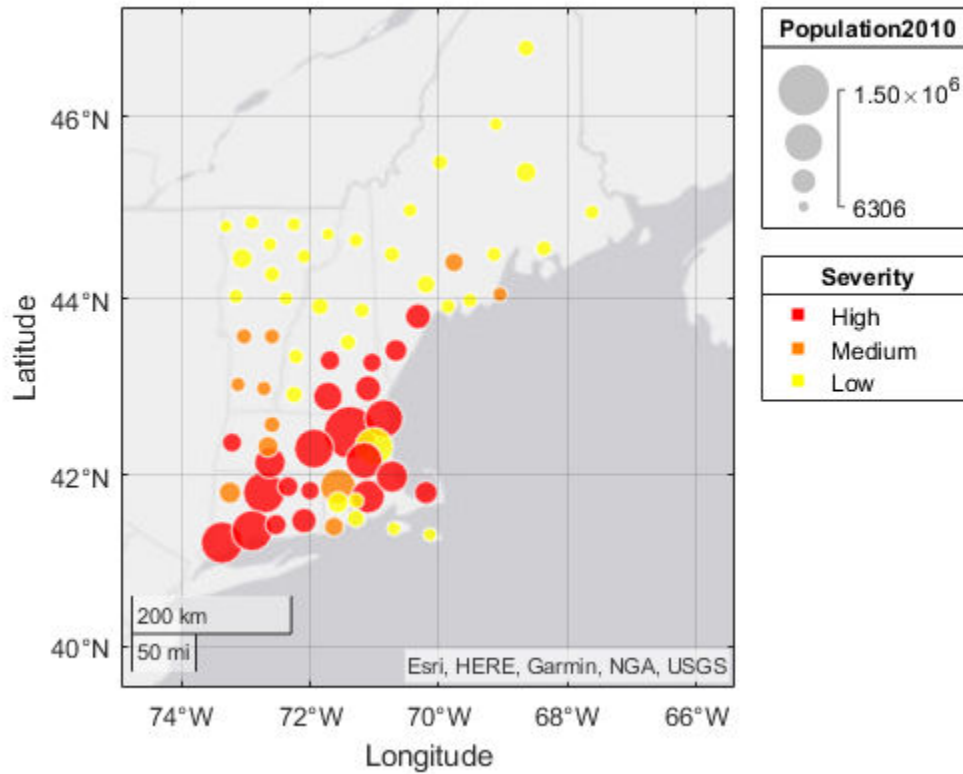 Population2010
1.50×10⁶
6306
Severity
High
Medium
Low
46°N
44°N
42°N
40°N
Latitude
200 km
50 mi
Esri, HERE, Garmin, NGA, USGS
74°W 72°W 70°W 68°W 66°W
Longitude